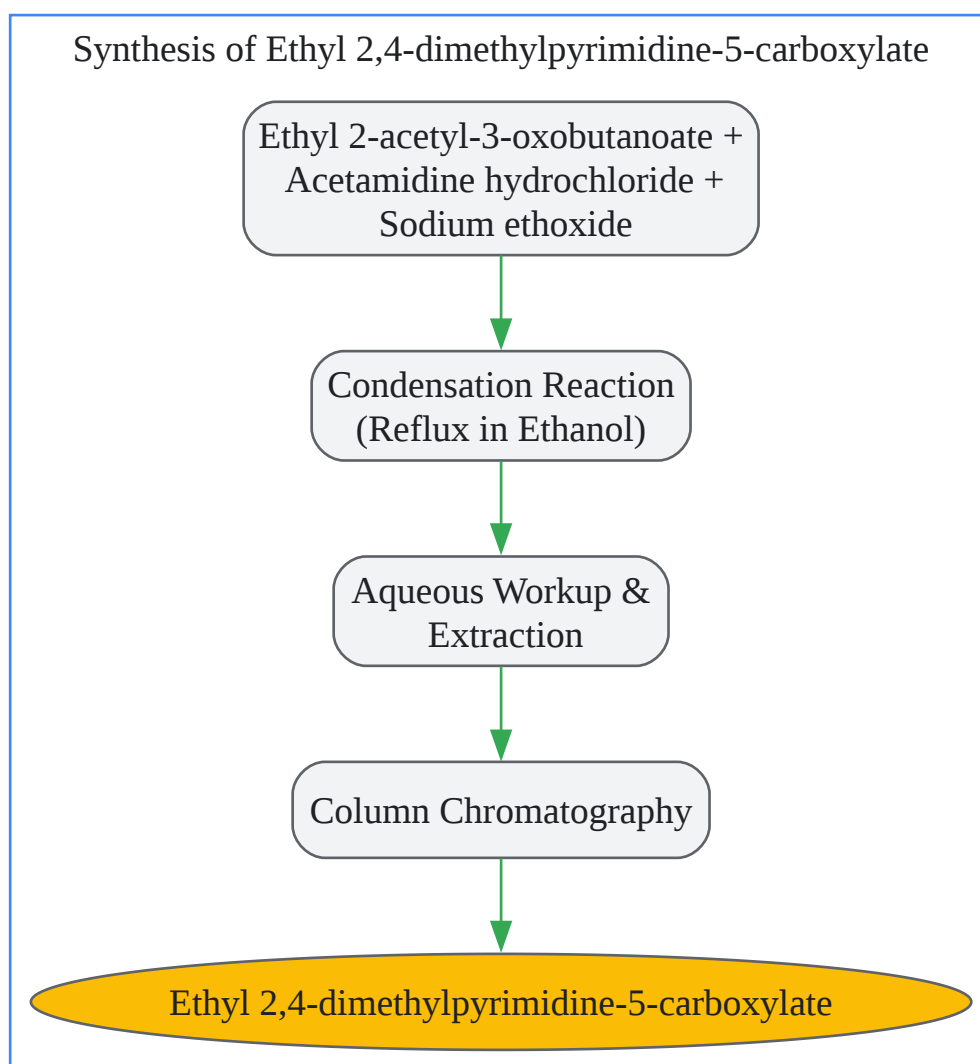 Synthesis of Ethyl 2,4-dimethylpyrimidine-5-carboxylate
Ethyl 2-acetyl-3-oxobutanoate +
Acetamidine hydrochloride +
Sodium ethoxide
Condensation Reaction
(Reflux in Ethanol)
Aqueous Workup &
Extraction
Column Chromatography
Ethyl 2,4-dimethylpyrimidine-5-carboxylate